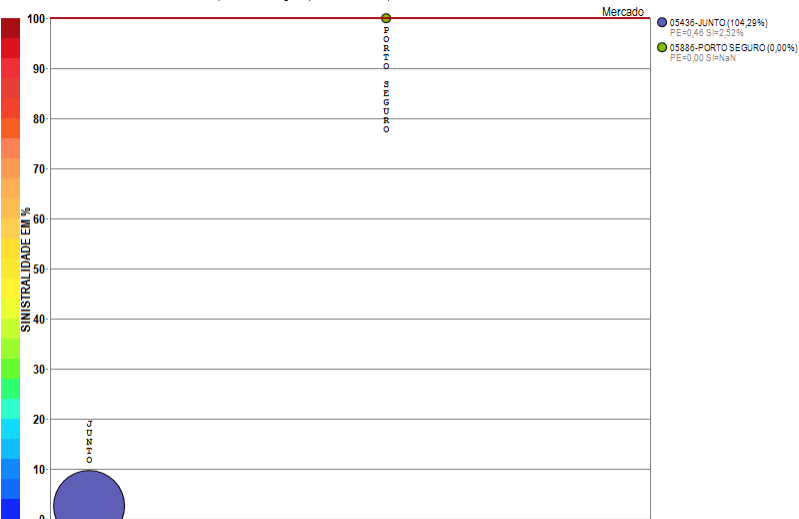 Mercado
05436-JUNTO (104,29%)
PE=0,46 SI=2,52%
05886-PORTO SEGURO (0,00%)
PE=0,00 SI=NaN
SINISTRALIDADE EM %
100
90
80
70
60
50
40
30
20
10
0
PORTO SEGURO
JUNTO